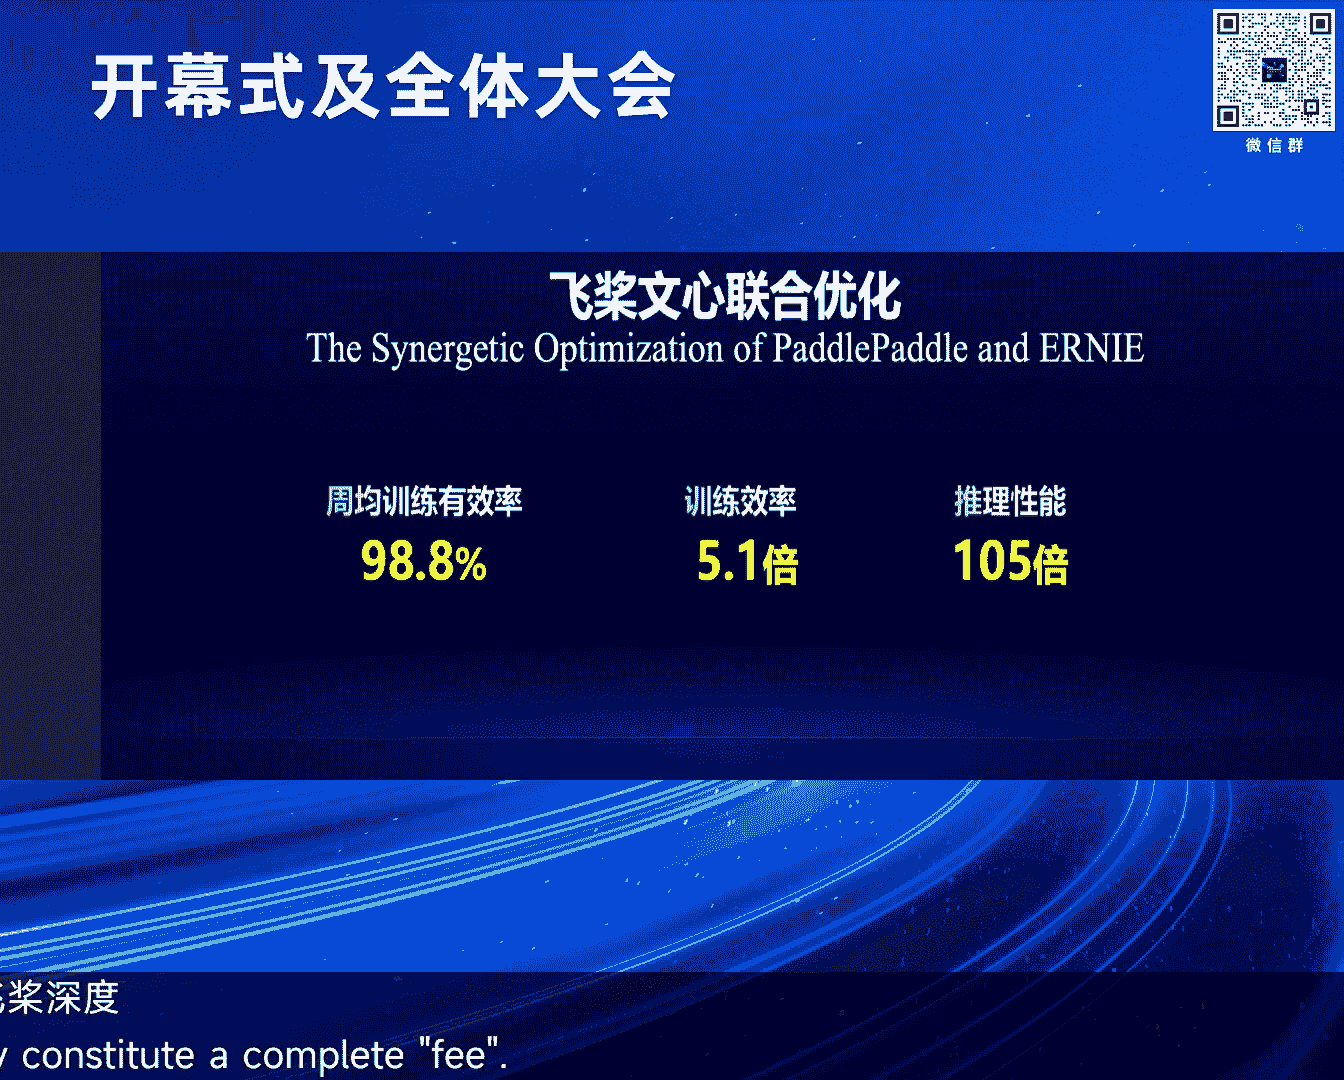 开幕式及全体大会
微信群
飞桨文心联合优化
The Synergetic Optimization of PaddlePaddle and ERNIE
周均训练有效率
98.8%
训练效率
5.1倍
推理性能
105倍
桨深度
constitute a complete "fee".